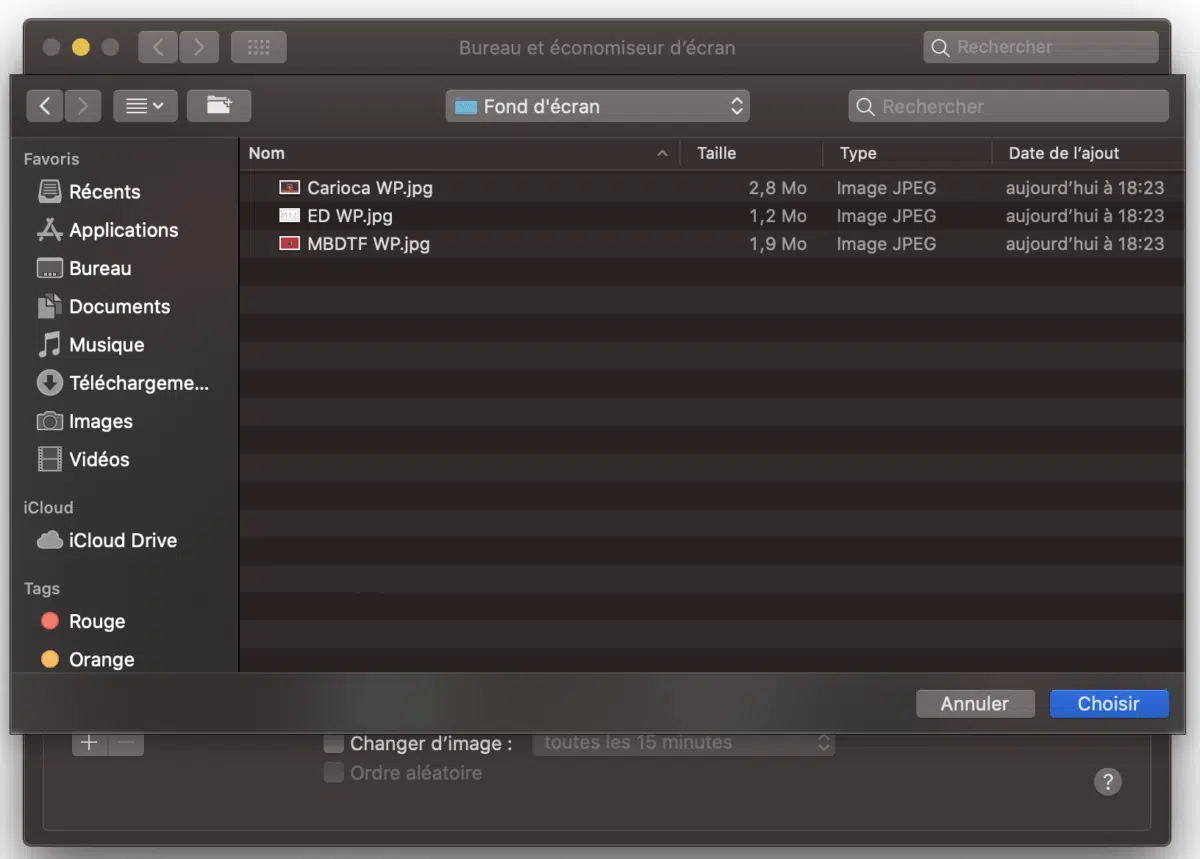 Bureau et économiseur d’écran
Rechercher
Fond d'écran
Rechercher
Favoris
Récents
Applications
Bureau
Documents
Musique
Téléchargeme...
Images
Vidéos
iCloud
iCloud Drive
Tags
Rouge
Orange
Nom Taille Type Date de l’ajout
Carioca WP.jpg 2,8 Mo Image JPEG aujourd’hui à 18:23
ED WP.jpg 1,2 Mo Image JPEG aujourd’hui à 18:23
MBDTF WP.jpg 1,9 Mo Image JPEG aujourd’hui à 18:23
Annuler Choisir
+ −
Changer d’image : toutes les 15 minutes
Ordre aléatoire
?